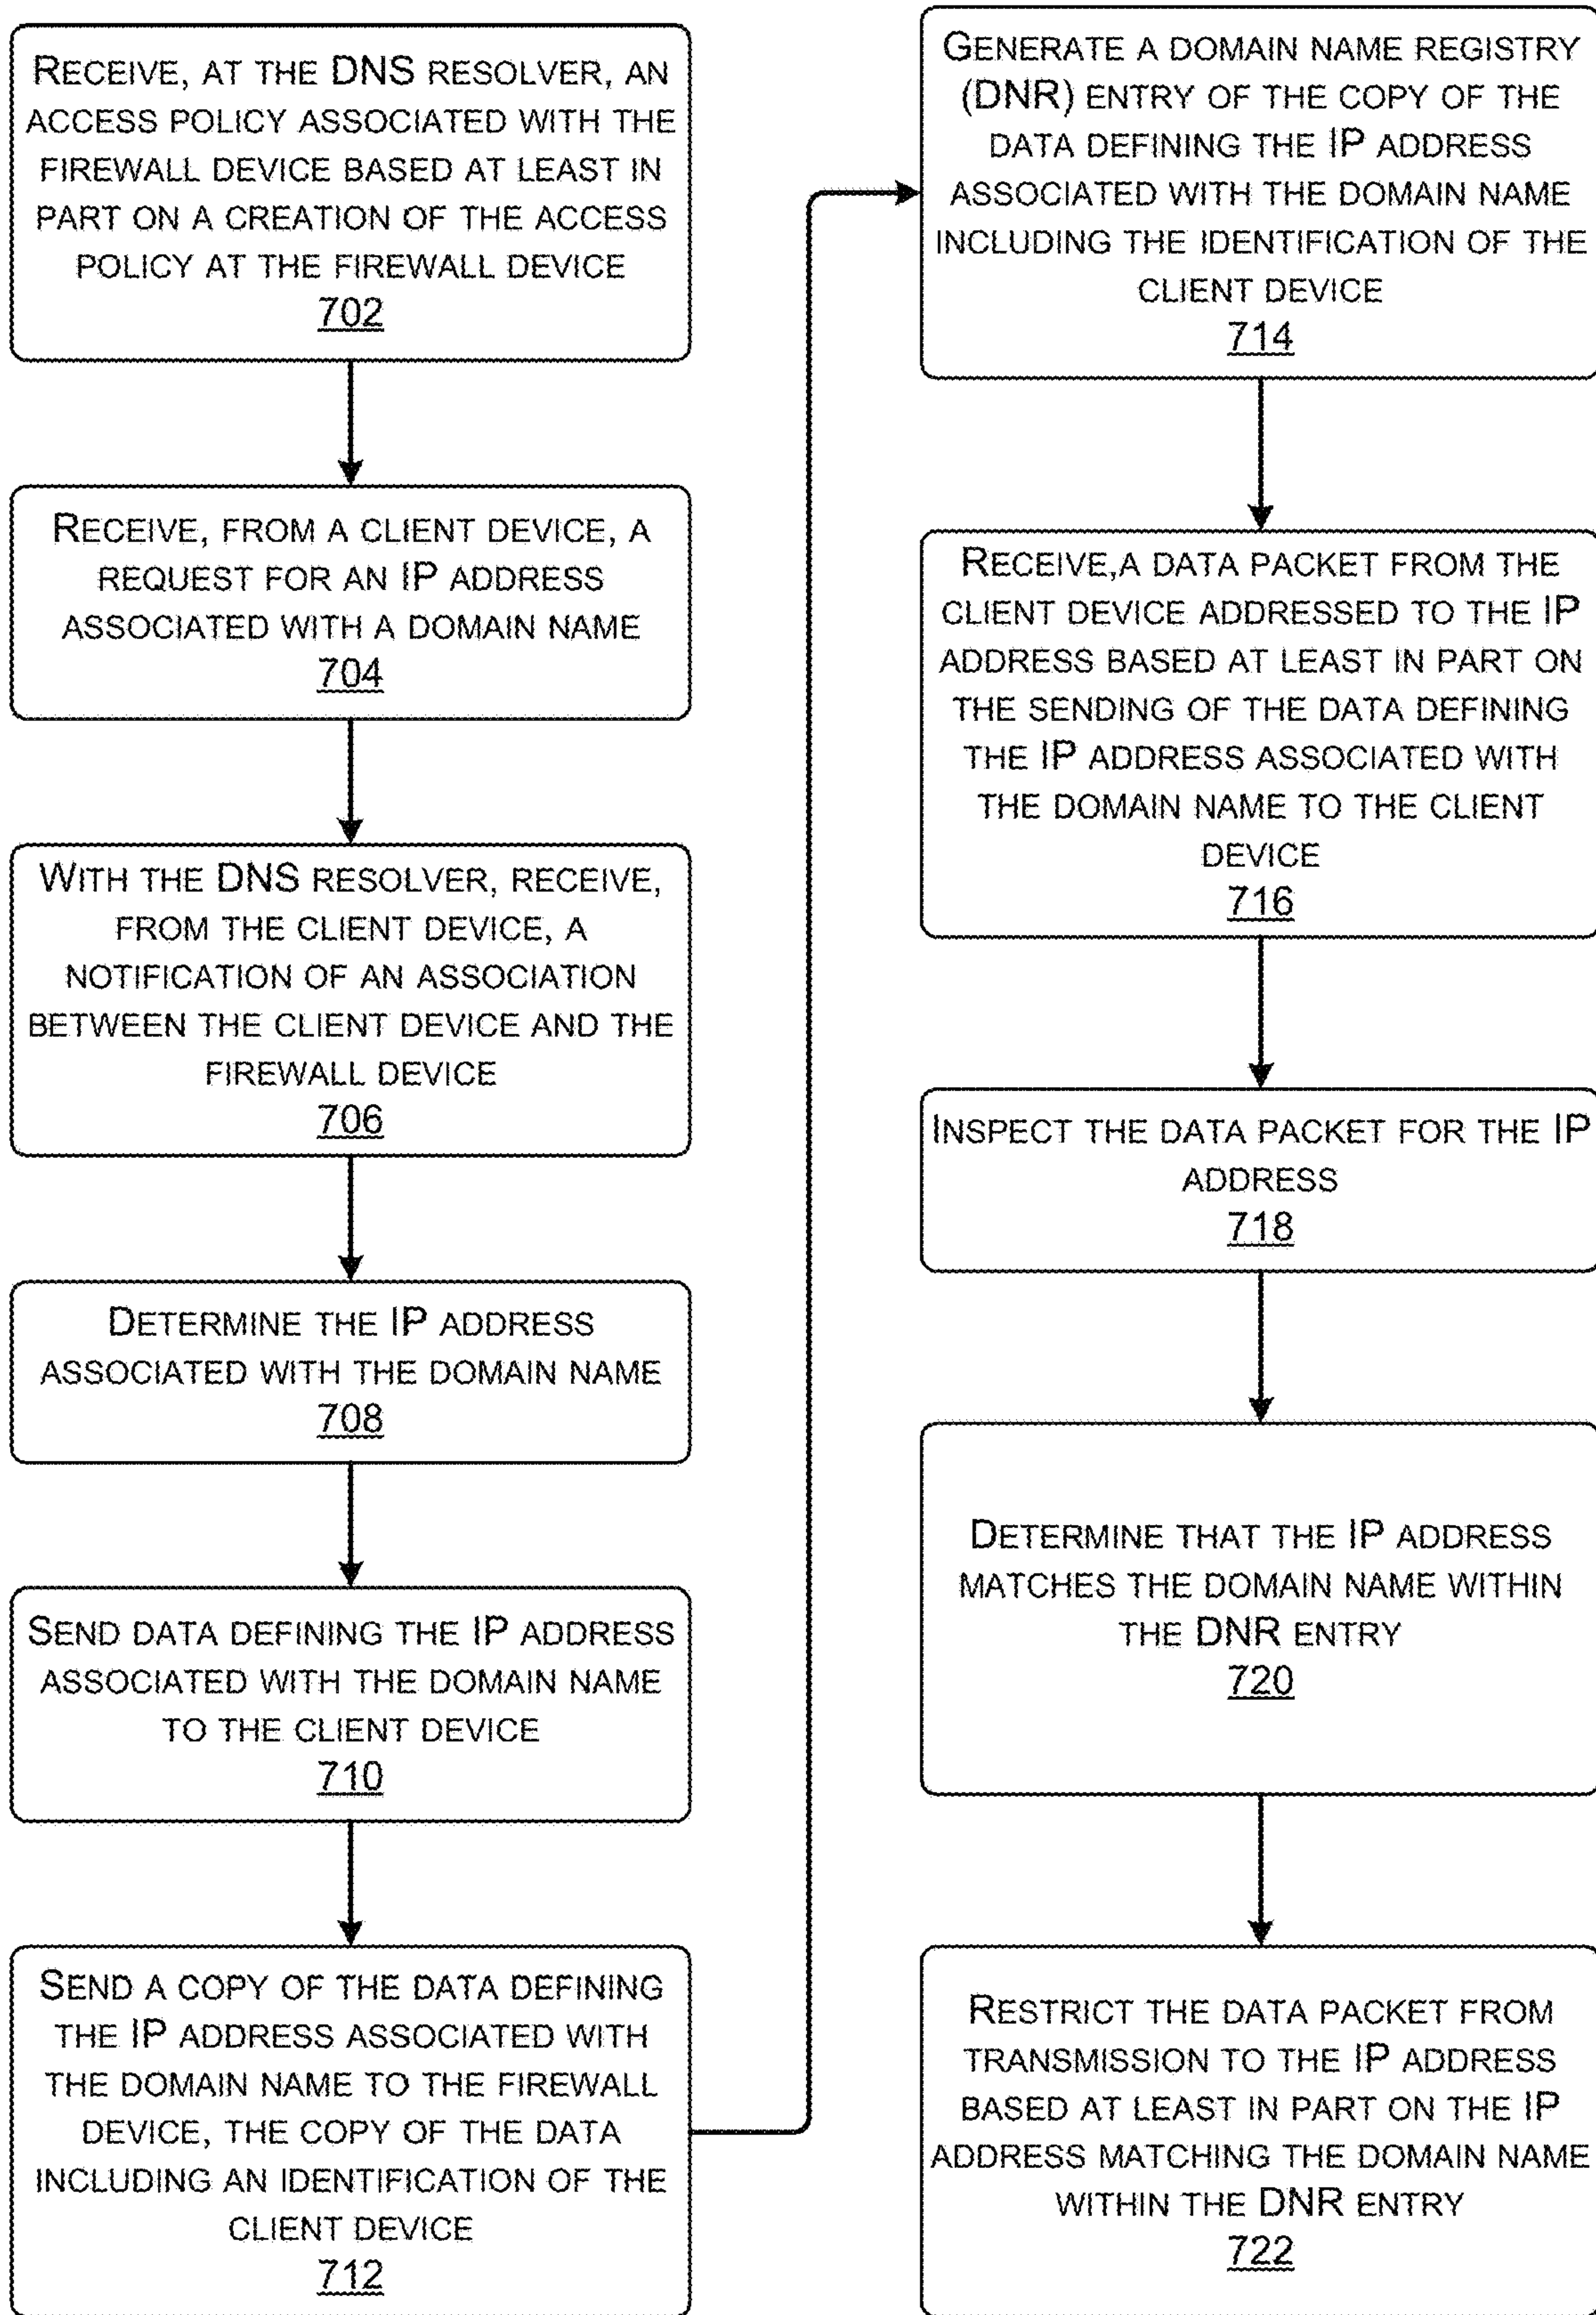 RECEIVE, AT THE DNS RESOLVER, AN
ACCESS POLICY ASSOCIATED WITH THE
FIREWALL DEVICE BASED AT LEAST IN
PART ON A CREATION OF THE ACCESS
POLICY AT THE FIREWALL DEVICE
702
RECEIVE, FROM A CLIENT DEVICE, A
REQUEST FOR AN IP ADDRESS
ASSOCIATED WITH A DOMAIN NAME
704
WITH THE DNS RESOLVER, RECEIVE,
FROM THE CLIENT DEVICE, A
NOTIFICATION OF AN ASSOCIATION
BETWEEN THE CLIENT DEVICE AND THE
FIREWALL DEVICE
706
DETERMINE THE IP ADDRESS
ASSOCIATED WITH THE DOMAIN NAME
708
SEND DATA DEFINING THE IP ADDRESS
ASSOCIATED WITH THE DOMAIN NAME
TO THE CLIENT DEVICE
710
SEND A COPY OF THE DATA DEFINING
THE IP ADDRESS ASSOCIATED WITH
THE DOMAIN NAME TO THE FIREWALL
DEVICE, THE COPY OF THE DATA
INCLUDING AN IDENTIFICATION OF THE
CLIENT DEVICE
712
GENERATE A DOMAIN NAME REGISTRY
(DNR) ENTRY OF THE COPY OF THE
DATA DEFINING THE IP ADDRESS
ASSOCIATED WITH THE DOMAIN NAME
INCLUDING THE IDENTIFICATION OF THE
CLIENT DEVICE
714
RECEIVE,A DATA PACKET FROM THE
CLIENT DEVICE ADDRESSED TO THE IP
ADDRESS BASED AT LEAST IN PART ON
THE SENDING OF THE DATA DEFINING
THE IP ADDRESS ASSOCIATED WITH
THE DOMAIN NAME TO THE CLIENT
DEVICE
716
INSPECT THE DATA PACKET FOR THE IP
ADDRESS
718
DETERMINE THAT THE IP ADDRESS
MATCHES THE DOMAIN NAME WITHIN
THE DNR ENTRY
720
RESTRICT THE DATA PACKET FROM
TRANSMISSION TO THE IP ADDRESS
BASED AT LEAST IN PART ON THE IP
ADDRESS MATCHING THE DOMAIN NAME
WITHIN THE DNR ENTRY
722